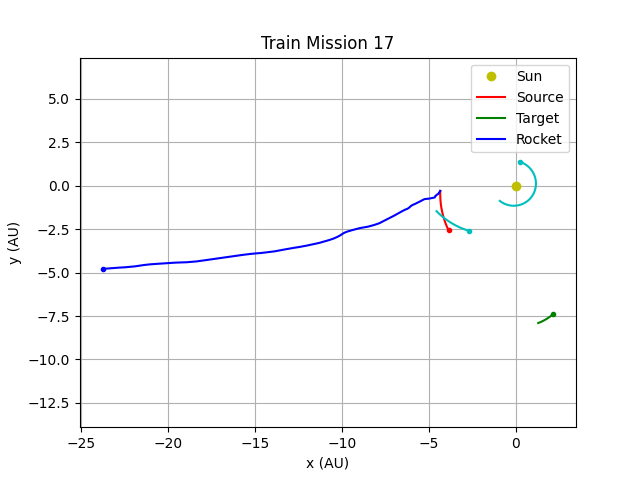 Train Mission 17
Sun
Source
Target
Rocket
y (AU)
5.0
2.5
0.0
−2.5
−5.0
−7.5
−10.0
−12.5
−25 −20 −15 −10 −5 0
x (AU)